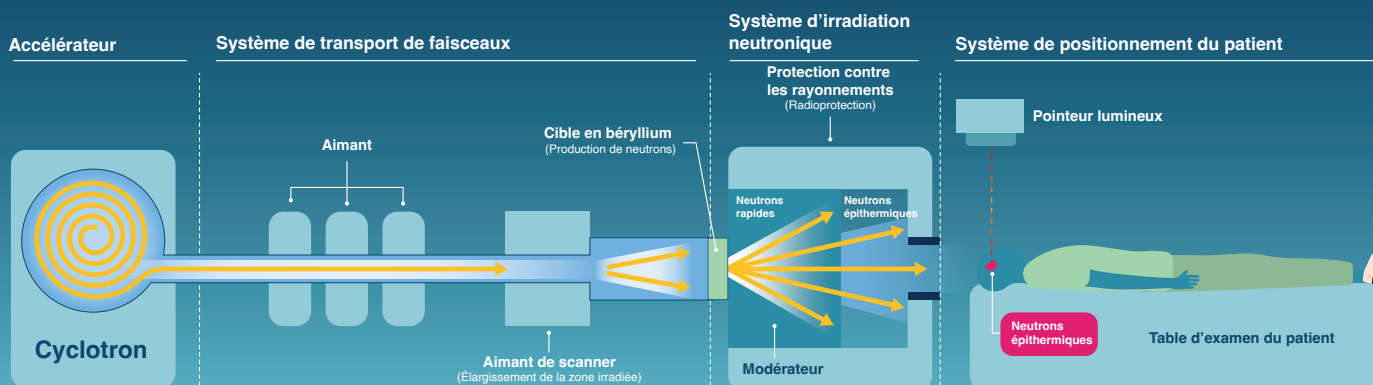 Accélérateur
Système de transport de faisceaux
Système d'irradiation
neutronique
Système de positionnement du patient
Protection contre
les rayonnements
(Radioprotection)
Pointeur lumineux
Cible en béryllium
(Production de neutrons)
Aimant
Neutrons
rapides
Neutrons
épithermiques
Cyclotron
Aimant de scanner
(Élargissement de la zone irradiée)
Modérateur
Neutrons
épithermiques
Table d'examen du patient